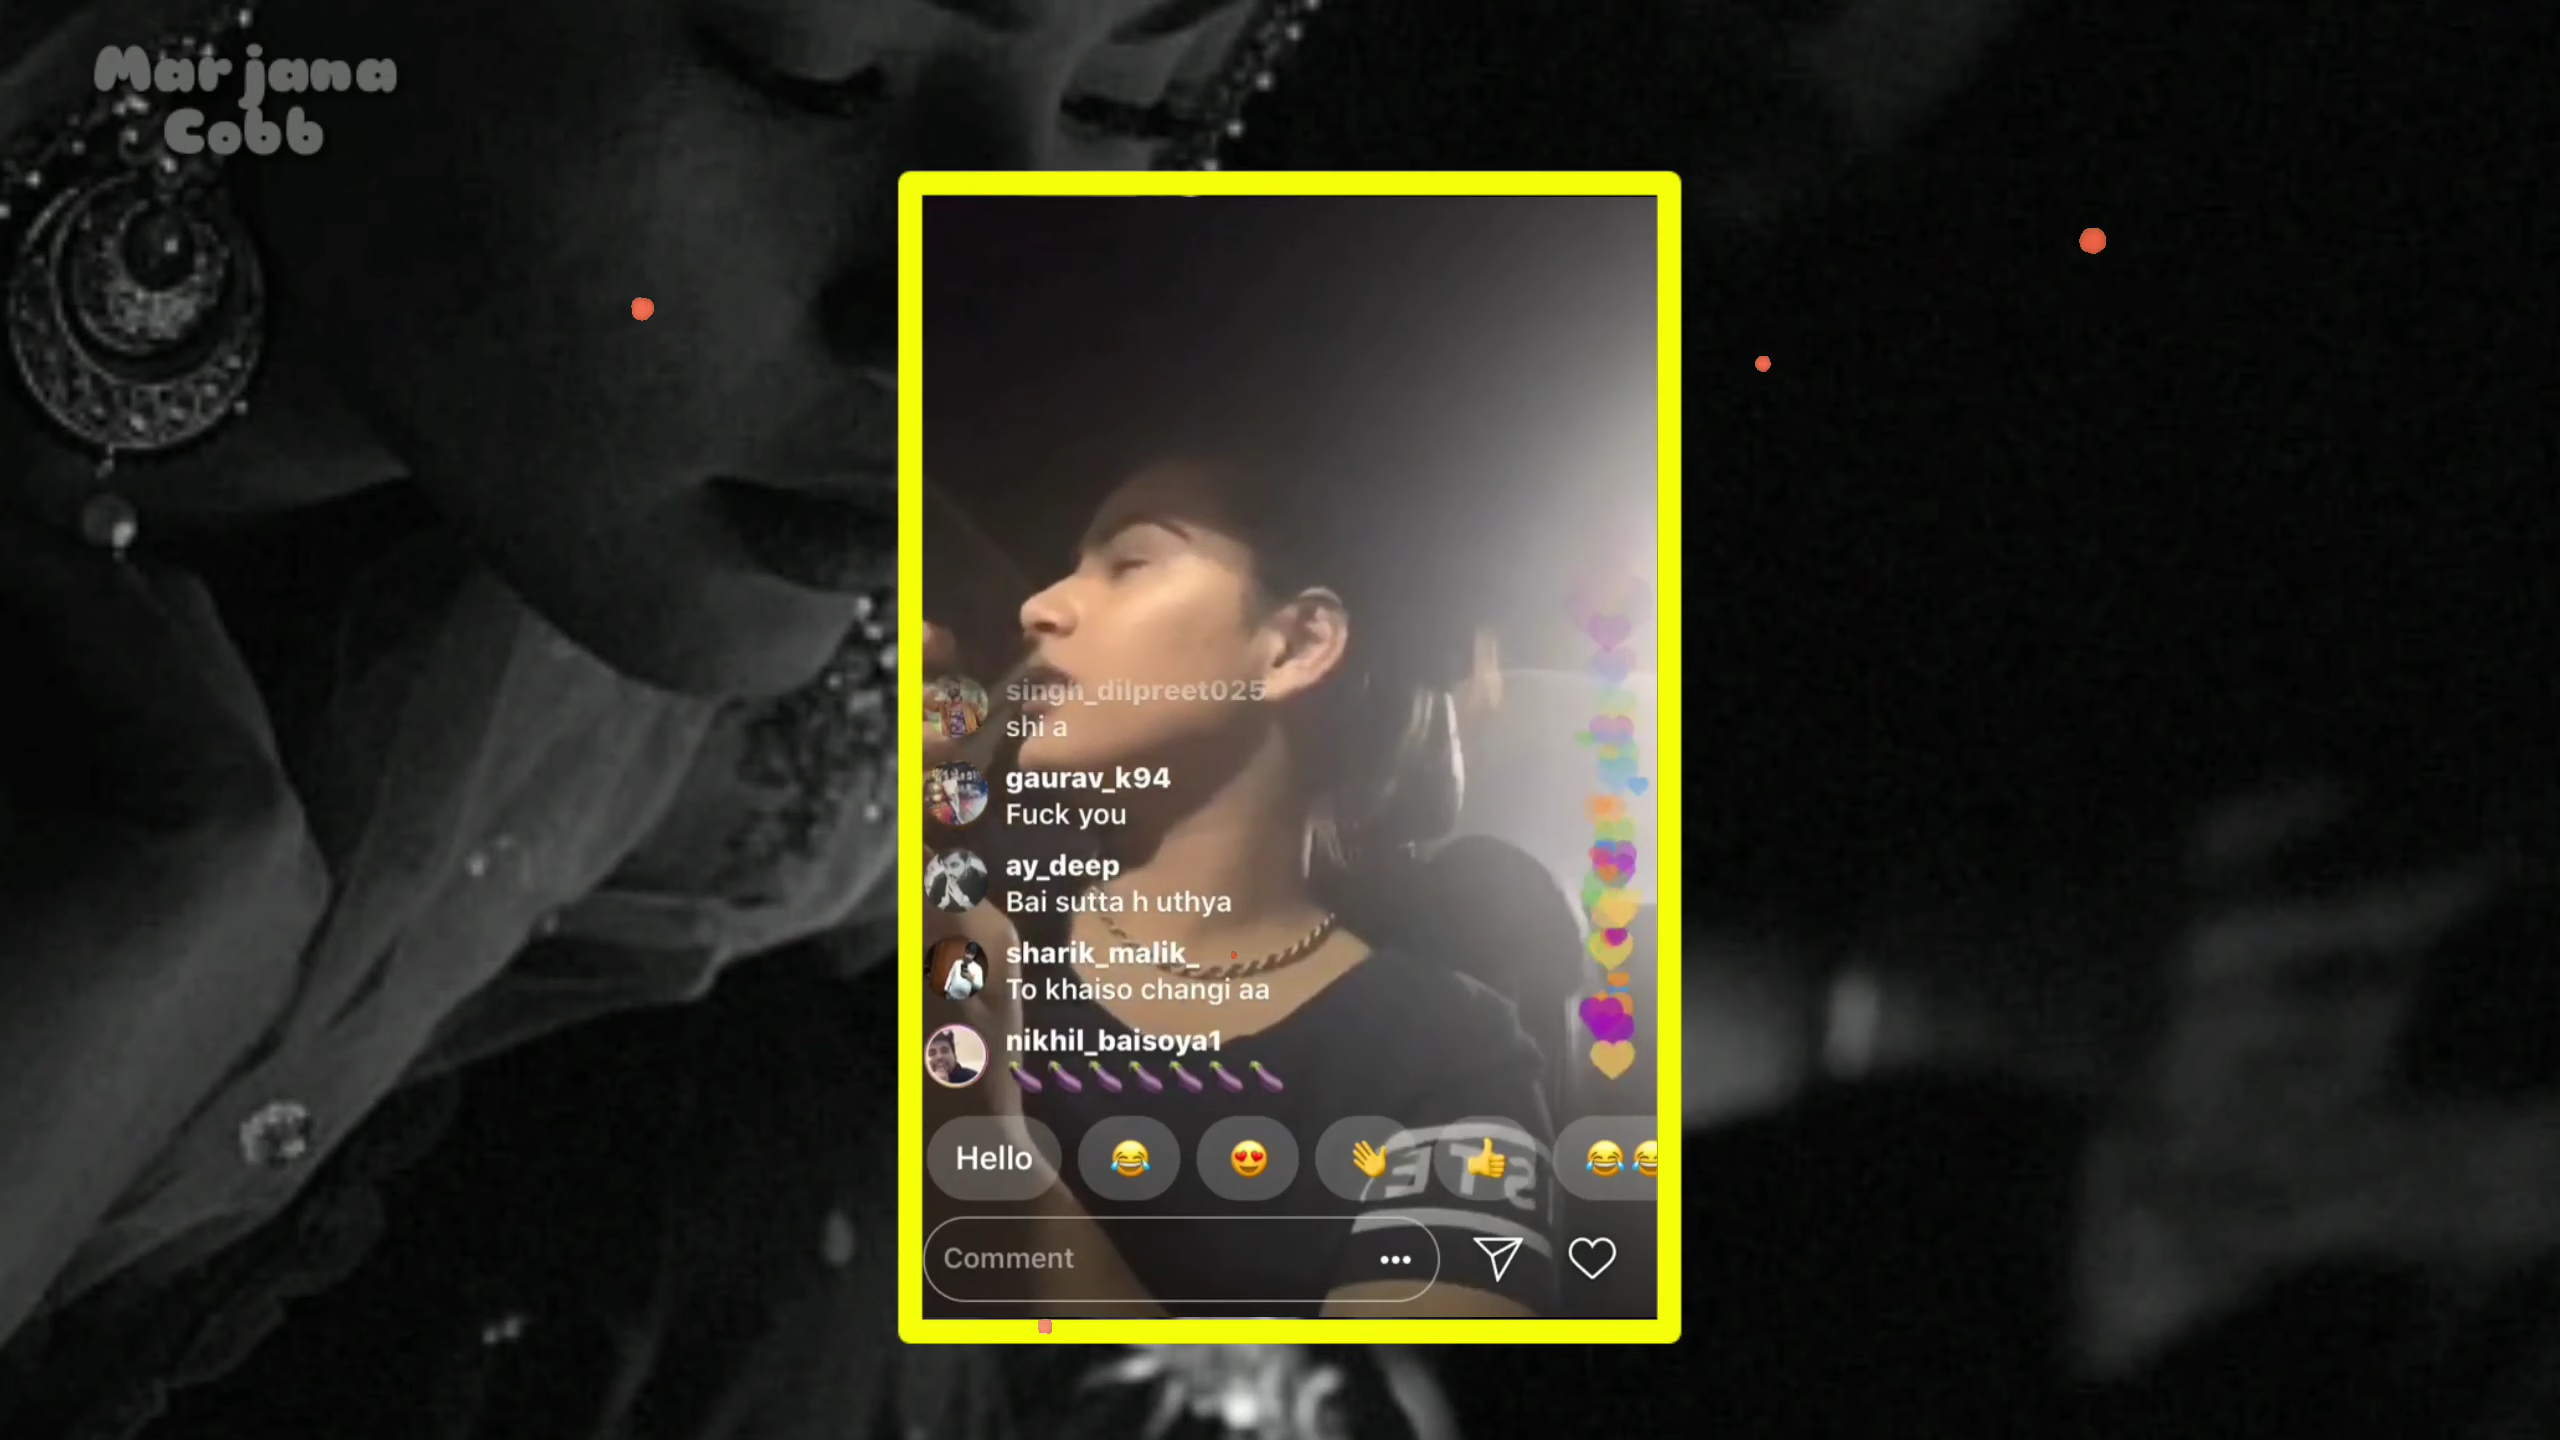 Marjana
Cobb
singh_dilpreet025
shi a
gaurav_k94
Fuck you
ay_deep
Bai sutta h uthya
sharik_malik_
To khaiso changi aa
nikhil_baisoya1
🍆🍆🍆🍆🍆🍆🍆
Hello
Comment